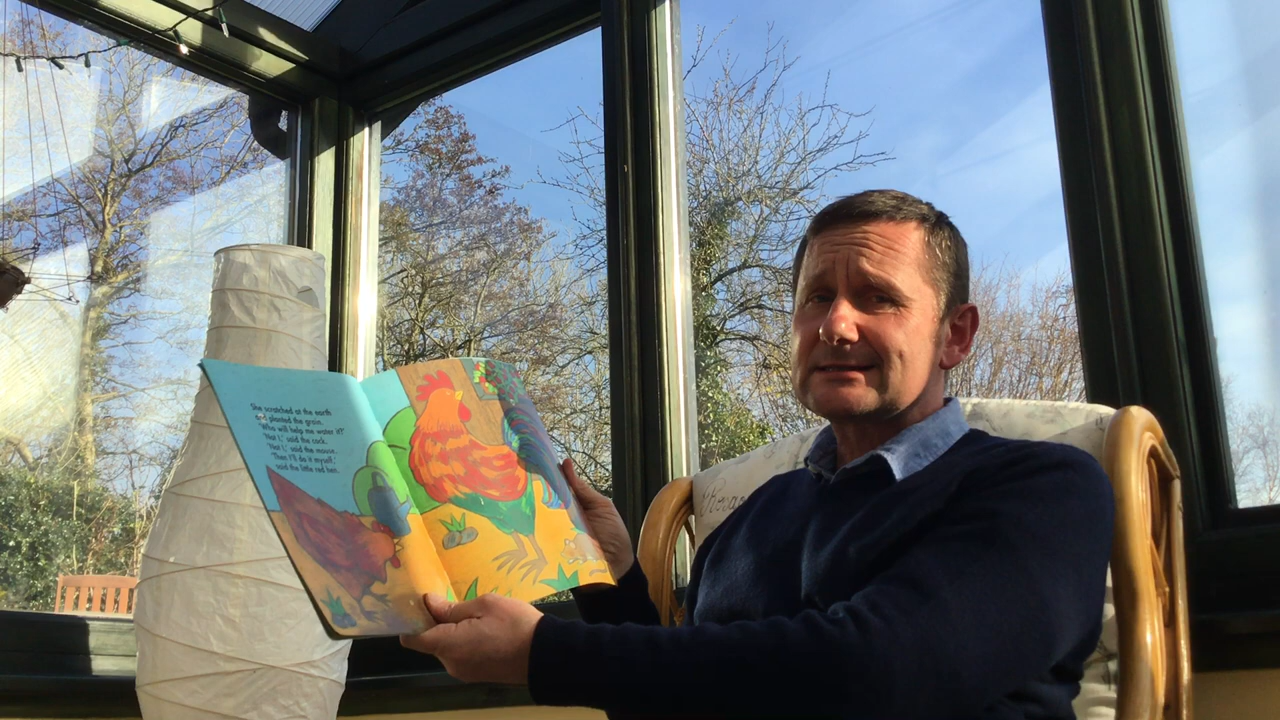 She scratched at the earth
and planted the grain.
"Who will help me water it?"
"Not I," said the cock.
"Not I," said the mouse.
"Then I'll do it myself,"
said the little red hen.